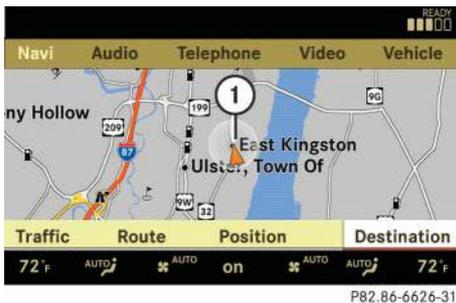 READY
Navi Audio Telephone Video Vehicle
1
9G
ny Hollow
199
209
East Kingston
87
Ulster, Town Of
9W
32
Traffic Route Position Destination
72°F AUTO AUTO on AUTO AUTO 72°F
P82.86-6626-31